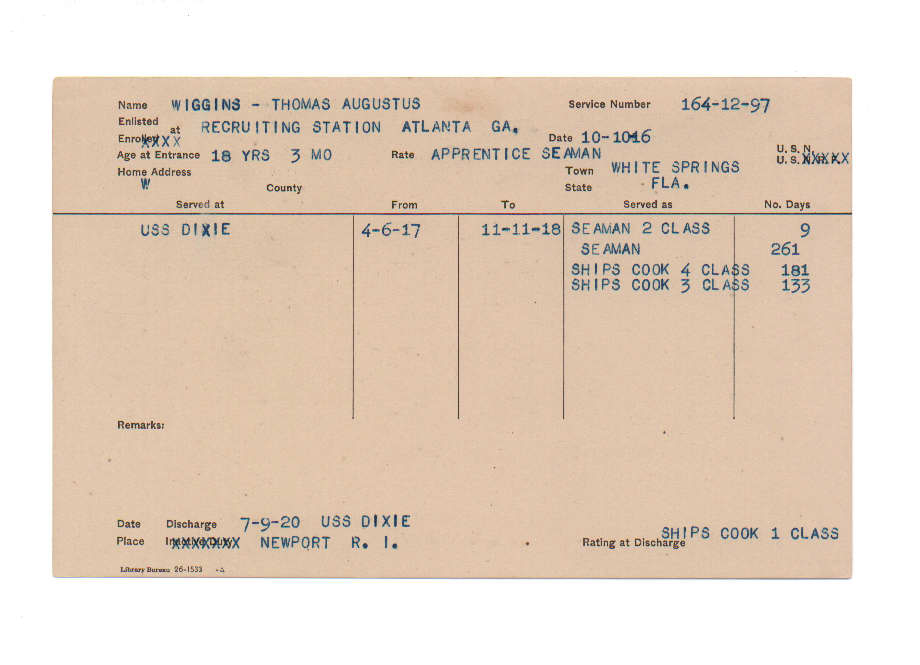 Name WIGGINS - THOMAS AUGUSTUS Service Number 164-12-97
Enlisted at RECRUITING STATION ATLANTA GA. Date 10-1016
Enrolled XXXX
Age at Entrance 18 YRS 3 MO Rate APPRENTICE SEAMAN U. S. N.
U. S. N. R. F. XXXXX
Home Address Town WHITE SPRINGS
W County State FLA.
Served at From To Served as No. Days
USS DIXIE 4-6-17 11-11-18 SEAMAN 2 CLASS 9
SEAMAN 261
SHIPS COOK 4 CLASS 181
SHIPS COOK 3 CLASS 133
Remarks:
Date Discharge 7-9-20 USS DIXIE
Place Inactive Duty XXXXXXX NEWPORT R. I. Rating at Discharge SHIPS COOK 1 CLASS
Library Bureau 26-1533